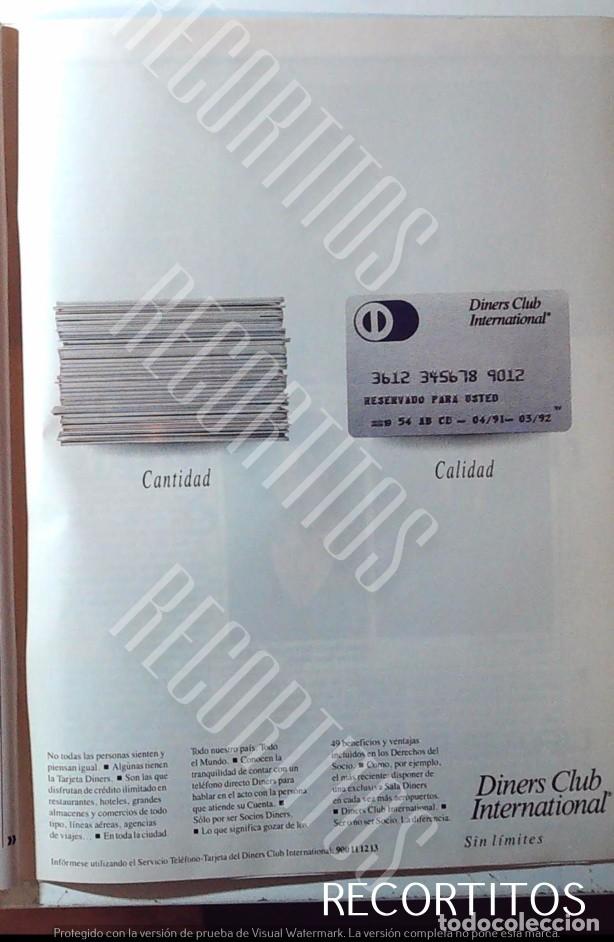 RECORTITOS
RECORTITOS
RECORTITOS
Diners Club
International®
3612 345678 9012
RESERVADO PARA USTED
54 AB CD — 04/91— 03/92
Cantidad
Calidad
No todas las personas sienten y
piensan igual. ■ Algunas tienen
la Tarjeta Diners. ■ Son las que
disfrutan de crédito ilimitado en
restaurantes, hoteles, grandes
almacenes y comercios de todo
tipo, líneas aéreas, agencias
de viajes... ■ En toda la ciudad.
Todo nuestro país. Todo
el Mundo. ■ Conocen la
tranquilidad de contar con un
teléfono directo Diners para
hablar en el acto con la persona
que atiende su Cuenta. ■
Sólo por ser Socios Diners.
■ Lo que significa gozar de los
49 beneficios y ventajas
incluidos en los Derechos del
Socio. ■ Como, por ejemplo,
el más reciente: disponer de
una exclusiva Sala Diners
en cada vez más aeropuertos.
■ Diners Club International. ■
Ser o no ser Socio. La diferencia.
Diners Club
International®
Sin límites
Infórmese utilizando el Servicio Teléfono-Tarjeta del Diners Club International: 900 11 12 13
RECORTITOS
todocoleccion
Protegido con la versión de prueba de Visual Watermark. La versión completa no pone esta marca.